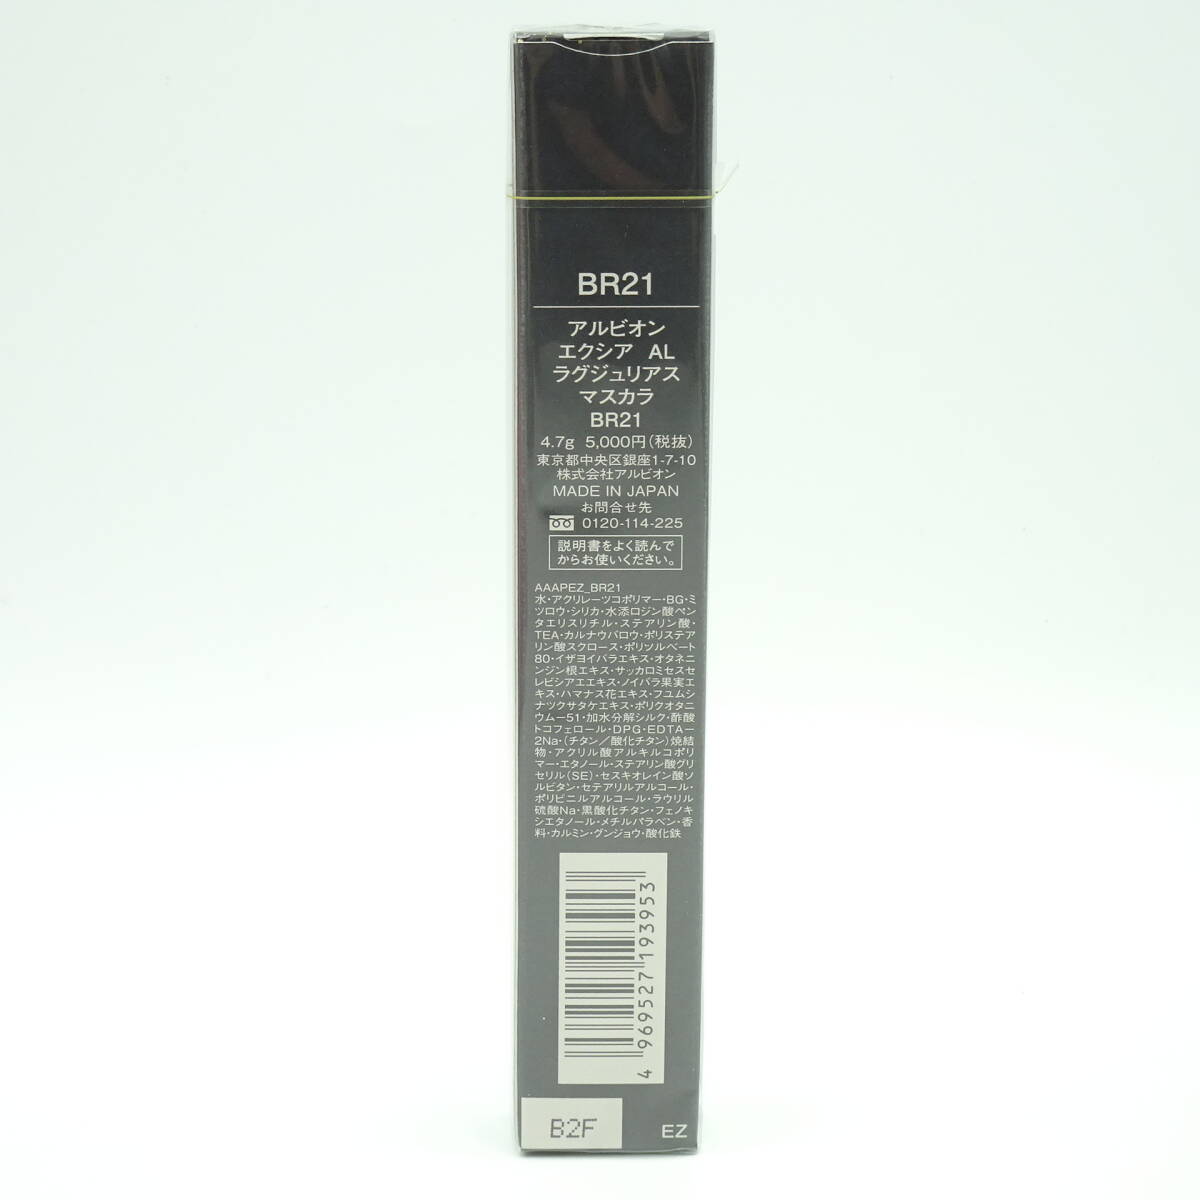 BR21
アルビオン
エクシア AL
ラグジュリアス
マスカラ
BR21
4.7g 5,000円(税抜)
東京都中央区銀座1-7-10
株式会社アルビオン
MADE IN JAPAN
お問合せ先
0120-114-225
説明書をよく読んで
からお使いください。
AAAPEZ_BR21
水・アクリレーツコポリマー・BG・ミ
ツロウ・シリカ・水添ロジン酸ペン
タエリスリチル・ステアリン酸・
TEA・カルナウバロウ・ポリステア
リン酸スクロース・ポリソルベート
80・イザヨイバラエキス・オタネニ
ンジン根エキス・サッカロミセスセ
レビシアエエキス・ノイバラ果実エ
キス・ハマナス花エキス・フユムシ
ナツクサタケエキス・ポリクオタニ
ウムー51・加水分解シルク・酢酸
トコフェロール・DPG・EDTAー
2Na・(チタン/酸化チタン)焼結
物・アクリル酸アルキルコポリ
マー・エタノール・ステアリン酸グリ
セリル(SE)・セスキオレイン酸ソ
ルビタン・セテアリルアルコール・
ポリビニルアルコール・ラウリル
硫酸Na・黒酸化チタン・フェノキ
シエタノール・メチルパラベン・香
料・カルミン・グンジョウ・酸化鉄
4 969527 193953
B2F
EZ